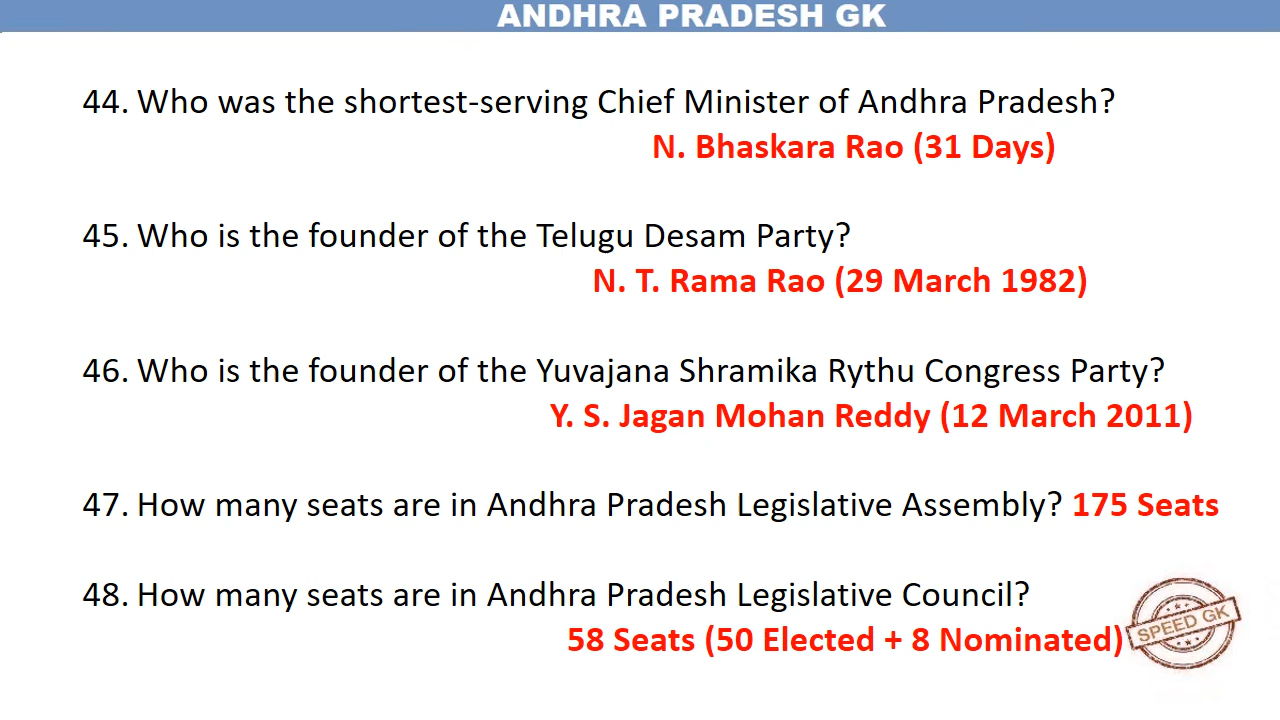 ANDHRA PRADESH GK
44. Who was the shortest-serving Chief Minister of Andhra Pradesh?
N. Bhaskara Rao (31 Days)
45. Who is the founder of the Telugu Desam Party?
N. T. Rama Rao (29 March 1982)
46. Who is the founder of the Yuvajana Shramika Rythu Congress Party?
Y. S. Jagan Mohan Reddy (12 March 2011)
47. How many seats are in Andhra Pradesh Legislative Assembly? 175 Seats
48. How many seats are in Andhra Pradesh Legislative Council?
58 Seats (50 Elected + 8 Nominated)
SPEED GK